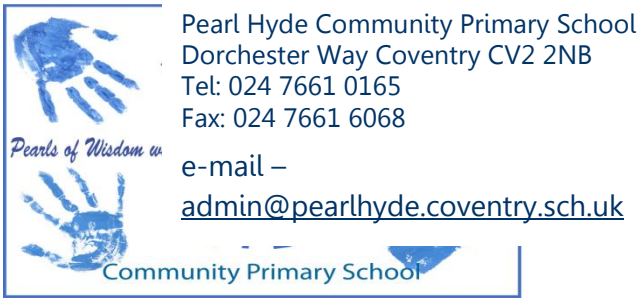 Pearl Hyde Community Primary School
Dorchester Way Coventry CV2 2NB
Tel: 024 7661 0165
Fax: 024 7661 6068
Pearls of Wisdom w
e-mail –
admin@pearlhyde.coventry.sch.uk
Community Primary School